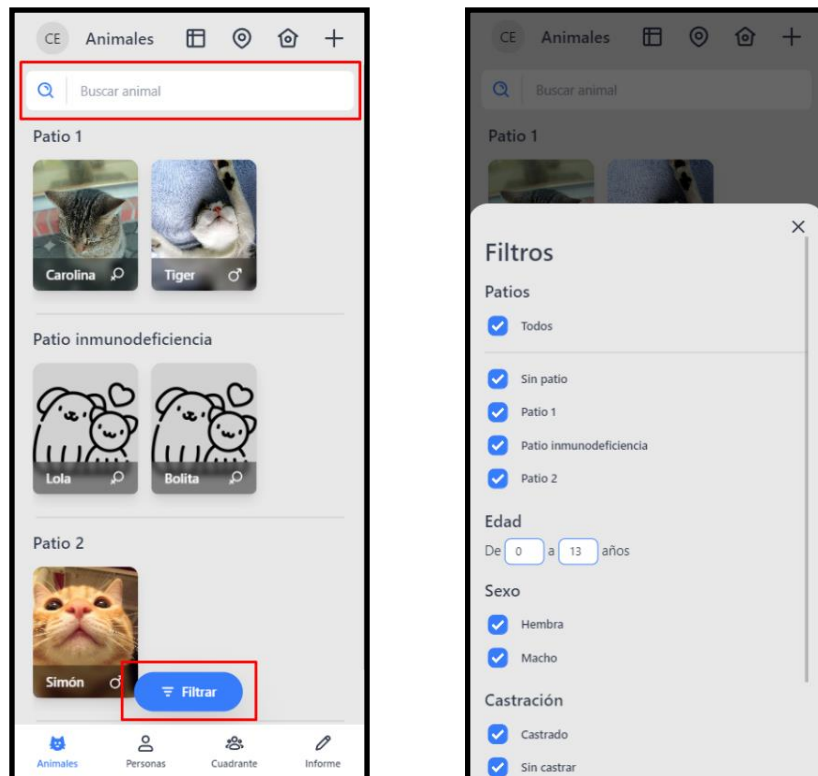 CE Animales
Buscar animal
Patio 1
Carolina
Tiger
Patio inmunodeficiencia
Lola
Bolita
Patio 2
Simón
Filtrar
Animales Personas Cuadrante Informe
CE Animales
Buscar animal
Patio 1
Filtros
Patios
Todos
Sin patio
Patio 1
Patio inmunodeficiencia
Patio 2
Edad
De 0 a 13 años
Sexo
Hembra
Macho
Castración
Castrado
Sin castrar